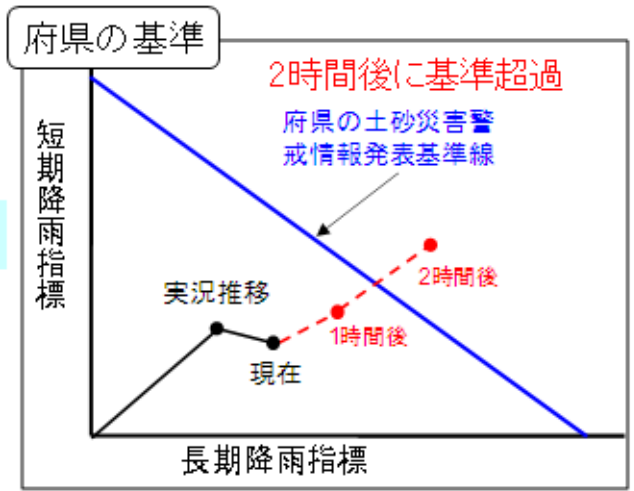 府県の基準
2時間後に基準超過
府県の土砂災害警
戒情報発表基準線
短期降雨指標
2時間後
実況推移
1時間後
現在
長期降雨指標